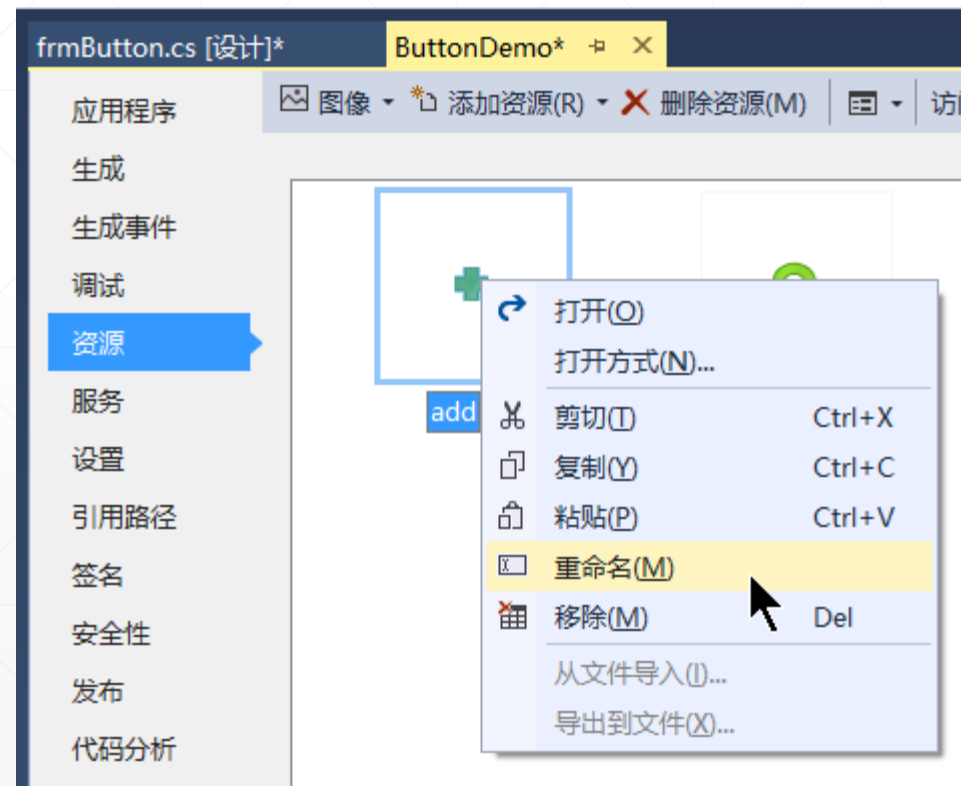 frmButton.cs [设计]*
ButtonDemo*
图像
添加资源(R)
删除资源(M)
应用程序
生成
生成事件
调试
资源
服务
设置
引用路径
签名
安全性
发布
代码分析
add
打开(O)
打开方式(N)...
剪切(T) Ctrl+X
复制(Y) Ctrl+C
粘贴(P) Ctrl+V
重命名(M)
移除(M) Del
从文件导入(I)...
导出到文件(X)...